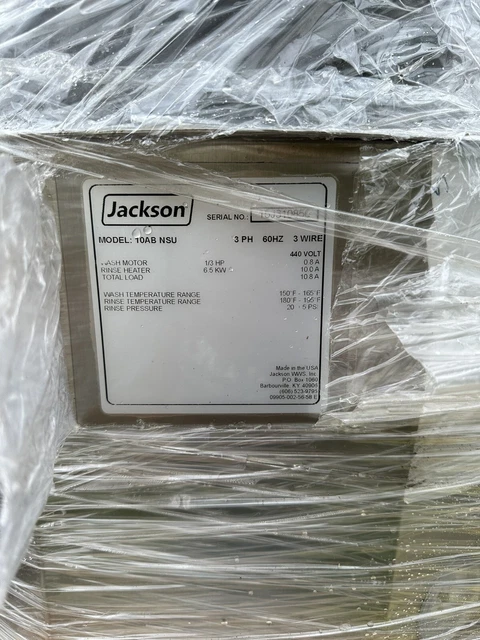 Jackson
SERIAL NO.:
MODEL: 10AB NSU 3 PH 60HZ 3 WIRE
440 VOLT
WASH MOTOR 1/3 HP 0.8 A
RINSE HEATER 6.5 KW 10.0 A
TOTAL LOAD 10.8 A
WASH TEMPERATURE RANGE 150°F - 165°F
RINSE TEMPERATURE RANGE 180°F - 195°F
RINSE PRESSURE 20 - 5 PSI
Made in the USA
Jackson WWS, Inc.
P.O. Box 1060
Barbourville, KY 40906
(606) 523-9795